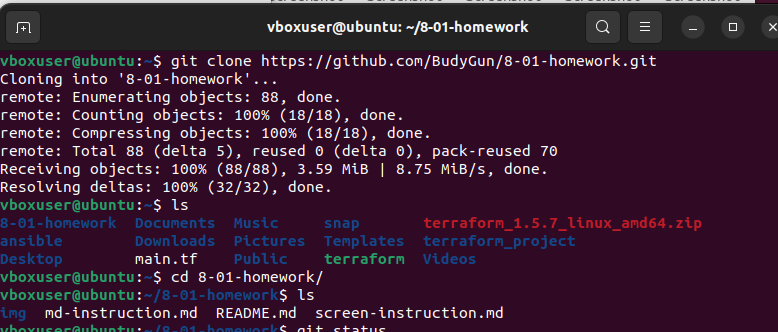 vboxuser@ubuntu: ~/8-01-homework
vboxuser@ubuntu:~$ git clone https://github.com/BudyGun/8-01-homework.git
Cloning into '8-01-homework'...
remote: Enumerating objects: 88, done.
remote: Counting objects: 100% (18/18), done.
remote: Compressing objects: 100% (18/18), done.
remote: Total 88 (delta 5), reused 0 (delta 0), pack-reused 70
Receiving objects: 100% (88/88), 3.59 MiB | 8.75 MiB/s, done.
Resolving deltas: 100% (32/32), done.
vboxuser@ubuntu:~$ ls
8-01-homework  Documents  Music     snap       terraform_1.5.7_linux_amd64.zip
ansible        Downloads  Pictures  Templates  terraform_project
Desktop        main.tf    Public    terraform  Videos
vboxuser@ubuntu:~$ cd 8-01-homework/
vboxuser@ubuntu:~/8-01-homework$ ls
img  md-instruction.md  README.md  screen-instruction.md
vboxuser@ubuntu:~/8-01-homework$ git status